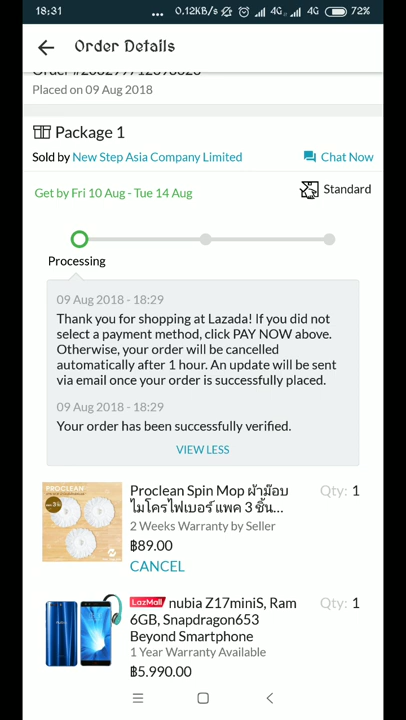 18:31
... 0.12KB/s 4G 4G 72%
Order Details
Placed on 09 Aug 2018
Package 1
Sold by New Step Asia Company Limited
Chat Now
Get by Fri 10 Aug - Tue 14 Aug
Standard
Processing
09 Aug 2018 - 18:29
Thank you for shopping at Lazada! If you did not
select a payment method, click PAY NOW above.
Otherwise, your order will be cancelled
automatically after 1 hour. An update will be sent
via email once your order is successfully placed.
09 Aug 2018 - 18:29
Your order has been successfully verified.
VIEW LESS
PROCLEAN
Proclean Spin Mop ผ้าม๊อบ
Qty: 1
ไมโครไฟเบอร์ แพค 3 ชิ้น...
2 Weeks Warranty by Seller
฿89.00
CANCEL
LazMall nubia Z17miniS, Ram
Qty: 1
6GB, Snapdragon653
Beyond Smartphone
1 Year Warranty Available
฿5,990.00